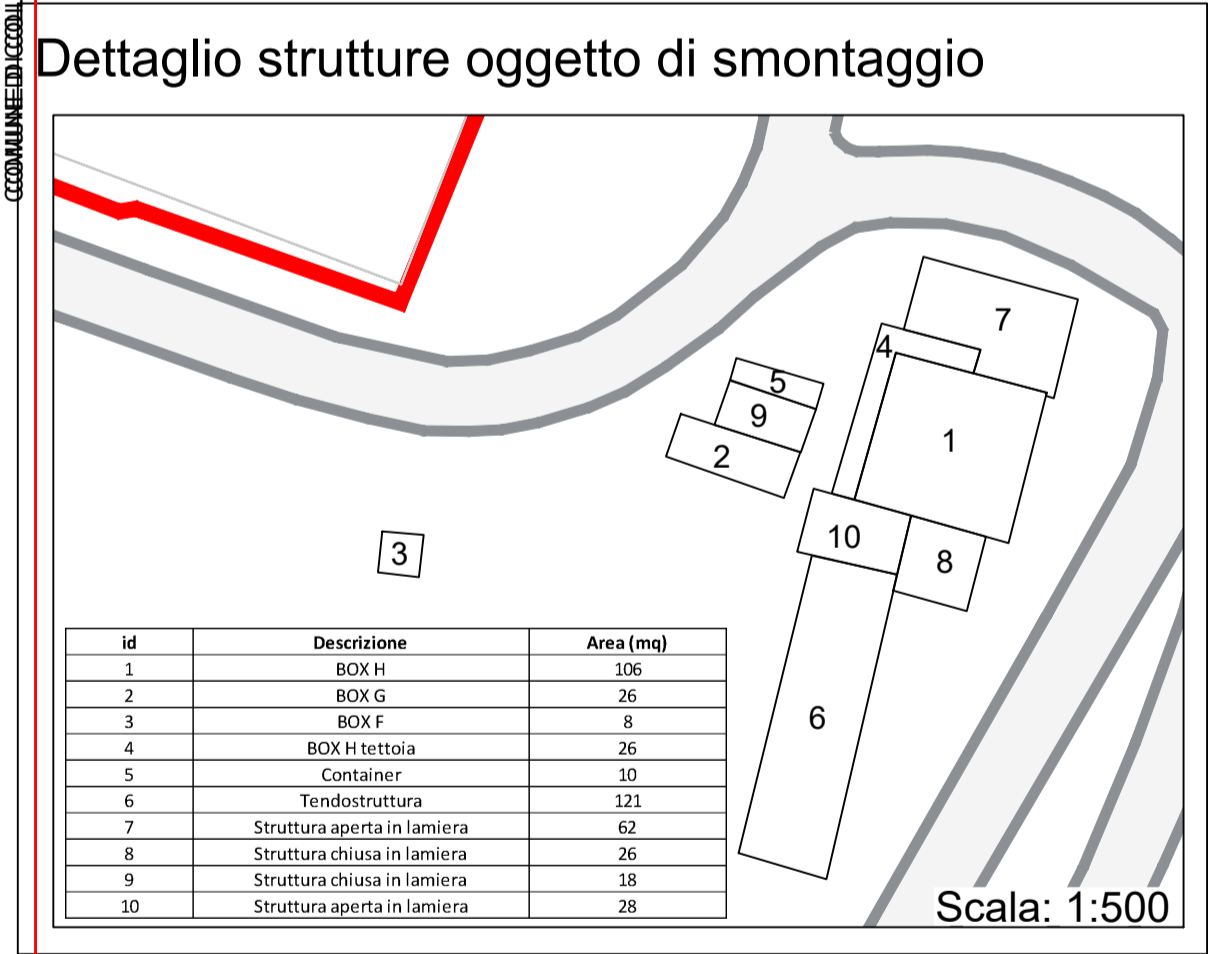 Dettaglio strutture oggetto di smontaggio
7
4
5
9
1
2
10
3
8
6
id Descrizione Area (mq)
1 BOX H 106
2 BOX G 26
3 BOX F 8
4 BOX H tettoia 26
5 Container 10
6 Tendostruttura 121
7 Struttura aperta in lamiera 62
8 Struttura chiusa in lamiera 26
9 Struttura chiusa in lamiera 18
10 Struttura aperta in lamiera 28
Scala: 1:500